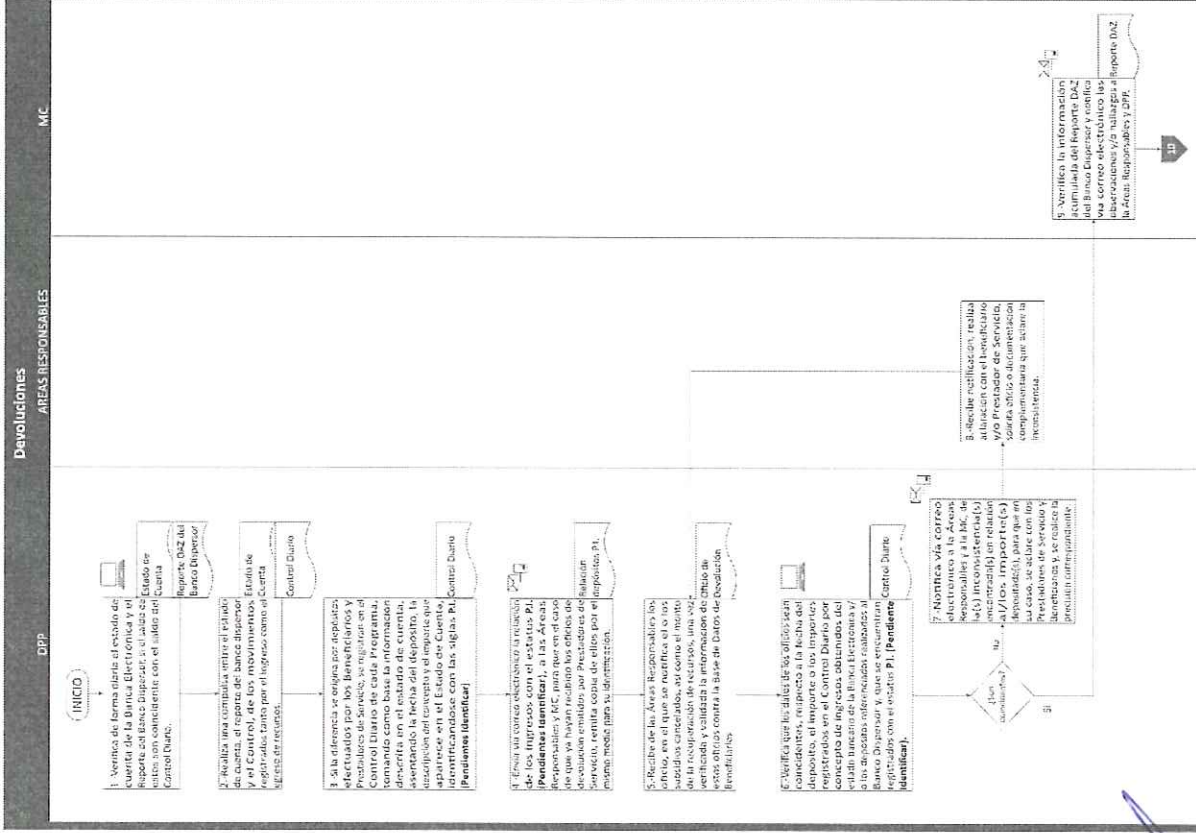 Devoluciones
DPP
AREAS RESPONSABLES
MC
INICIO
1.-Verifica de forma diaria el estado de
cuenta de la Banca Electrónica y el
Reporte del Banco Dispersor, si el saldo de
estos son coincidentes con el saldo del
Control Diario.
Estado de
Cuenta
Reporte DAZ del
Banco Dispersor
2.-Realiza una compulsa entre el estado
de cuenta, el reporte del banco dispersor
y el Control, de los movimientos
registrados tanto por el ingreso como el
egreso de recursos.
Estado de
Cuenta
Control Diario
3.-Si la diferencia se origina por depósitos
efectuados por los Beneficiarios y
Prestadores de Servicio, se registran en el
Control Diario de cada Programa,
tomando como base la información
descrita en el estado de cuenta,
asentando la fecha del depósito, la
descripción del concepto y el importe que
aparece en el Estado de Cuenta,
identificándose con las siglas P.I.
(Pendientes Identificar)
Control Diario
4.-Envía vía correo electrónico la relación
de los ingresos con el estatus P.I.
(Pendientes Identificar), a las Áreas
Responsables y MC, para que en el caso
de que ya hayan recibido los oficios de
devolución emitidos por Prestadores de
Servicio, remita copia de ellos por el
mismo medio para su identificación.
Relación
depósitos P.I.
5.-Recibe de las Áreas Responsables los
oficio, en el que se notifica el o los
subsidios cancelados, así como el monto
de la recuperación de recursos, una vez
verificada y validada la información de
estos oficios contra la Base de Datos de
Beneficiarios
Oficio de
Devolución
6.-Verifica que los datos de los oficios sean
coincidentes, respecto a la fecha del
depósito, el importe o los importes
registrados en el Control Diario por
concepto de ingresos obtenidos del
estado bancario de la Banca Electrónica y/
o los depósitos referenciados realizados al
Banco Dispersor y, que se encuentran
registrados con el estatus P.I. (Pendiente
Identificar).
Control Diario
¿Son
coincidentes?
No
Si
7.-Notifica vía correo
electrónico a la Áreas
Responsables y a la MC, de
la(s) inconsistencia(s)
encontrada(s) en relación
al/los importe(s)
depositado(s), para que en
su caso, se aclare con los
Prestadores de Servicio y
Beneficiarios y, se realice la
precisión correspondiente.
8.-Recibe notificación, realiza
aclaración con el beneficiario
y/o Prestador de Servicio,
solicita oficio o documentación
complementaria que aclare la
inconsistencia.
9.-Verifica la información
acumulada del Reporte DAZ
del Banco Dispersor y notifica
vía correo electrónico las
observaciones y/o hallazgos a
la Áreas Responsables y DPP.
Reporte DAZ
10